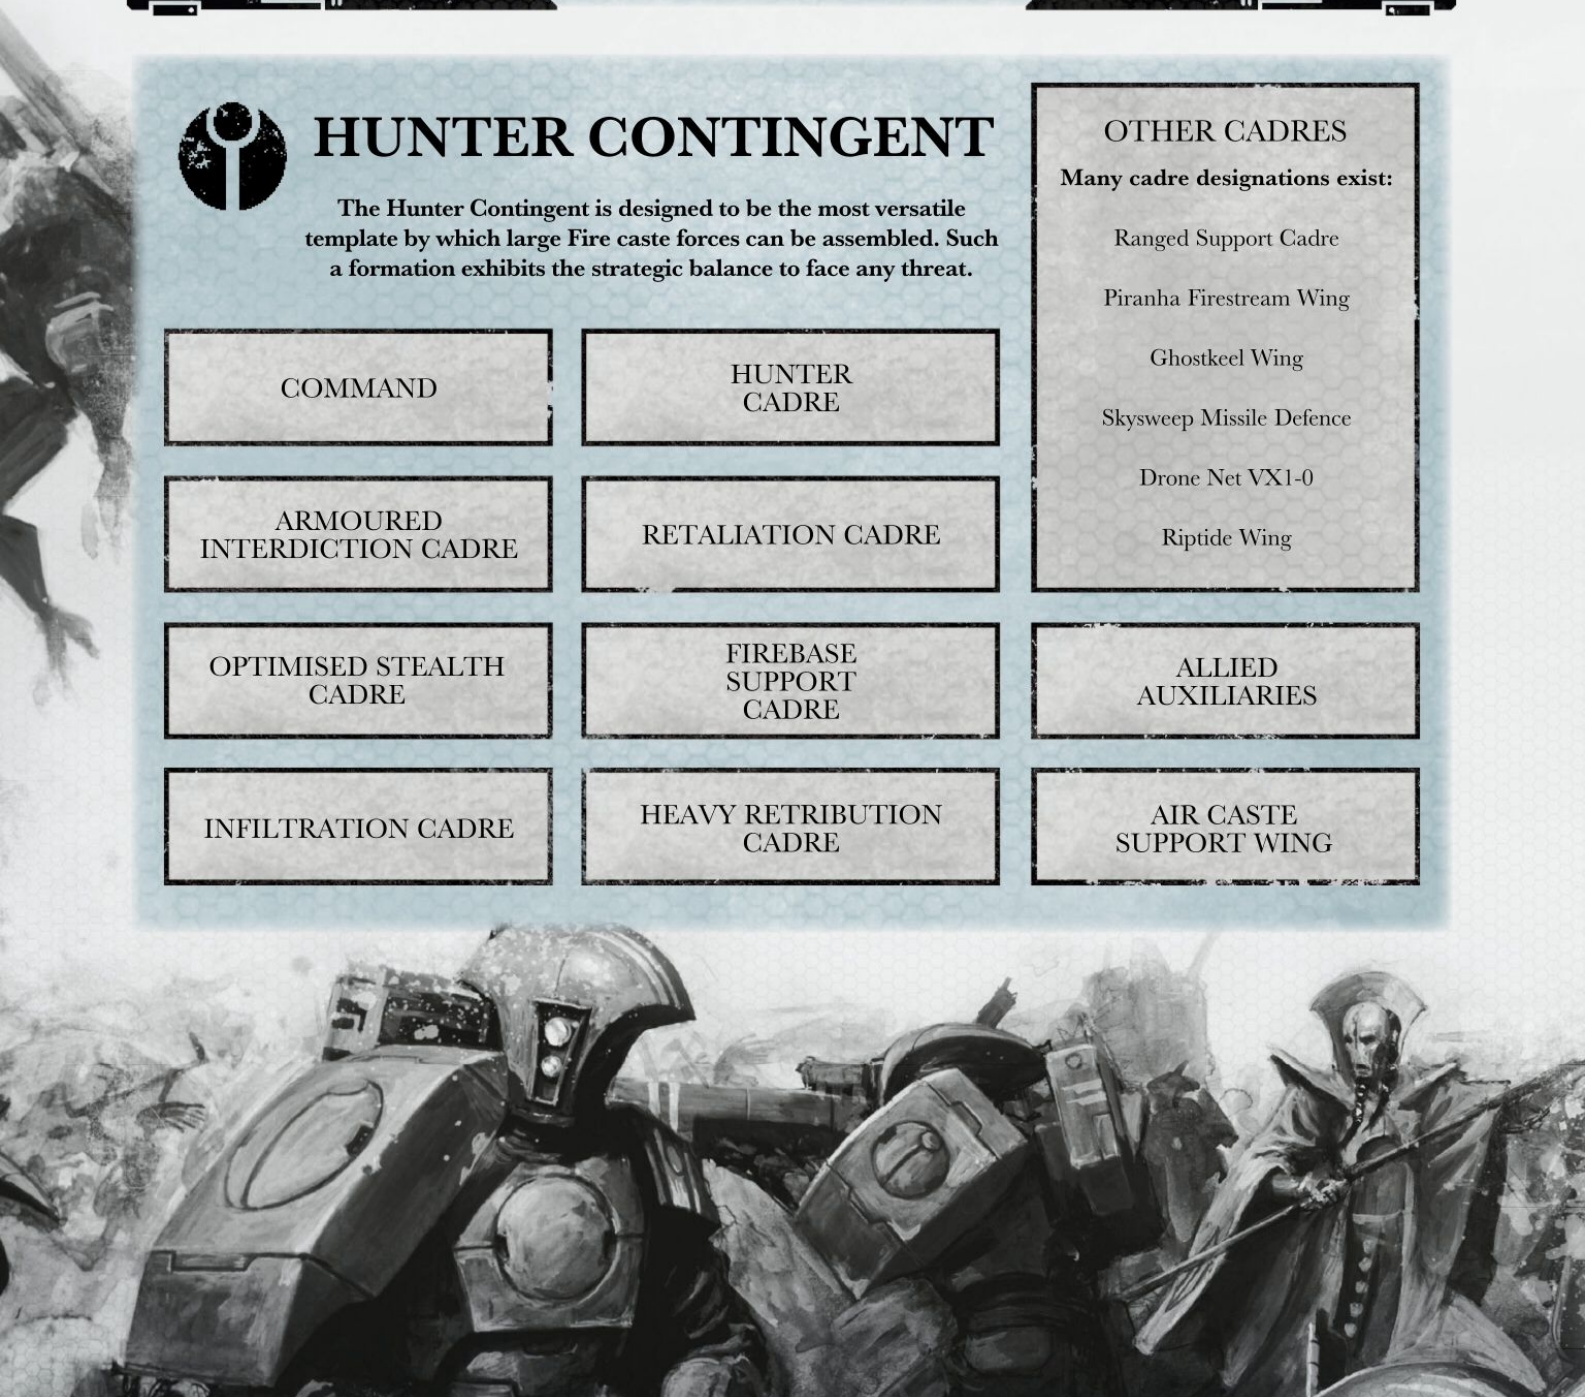 HUNTER CONTINGENT
The Hunter Contingent is designed to be the most versatile
template by which large Fire caste forces can be assembled. Such
a formation exhibits the strategic balance to face any threat.
COMMAND
HUNTER
CADRE
ARMOURED
INTERDICTION CADRE
RETALIATION CADRE
OPTIMISED STEALTH
CADRE
FIREBASE
SUPPORT
CADRE
INFILTRATION CADRE
HEAVY RETRIBUTION
CADRE
OTHER CADRES
Many cadre designations exist:
Ranged Support Cadre
Piranha Firestream Wing
Ghostkeel Wing
Skysweep Missile Defence
Drone Net VX1-0
Riptide Wing
ALLIED
AUXILIARIES
AIR CASTE
SUPPORT WING